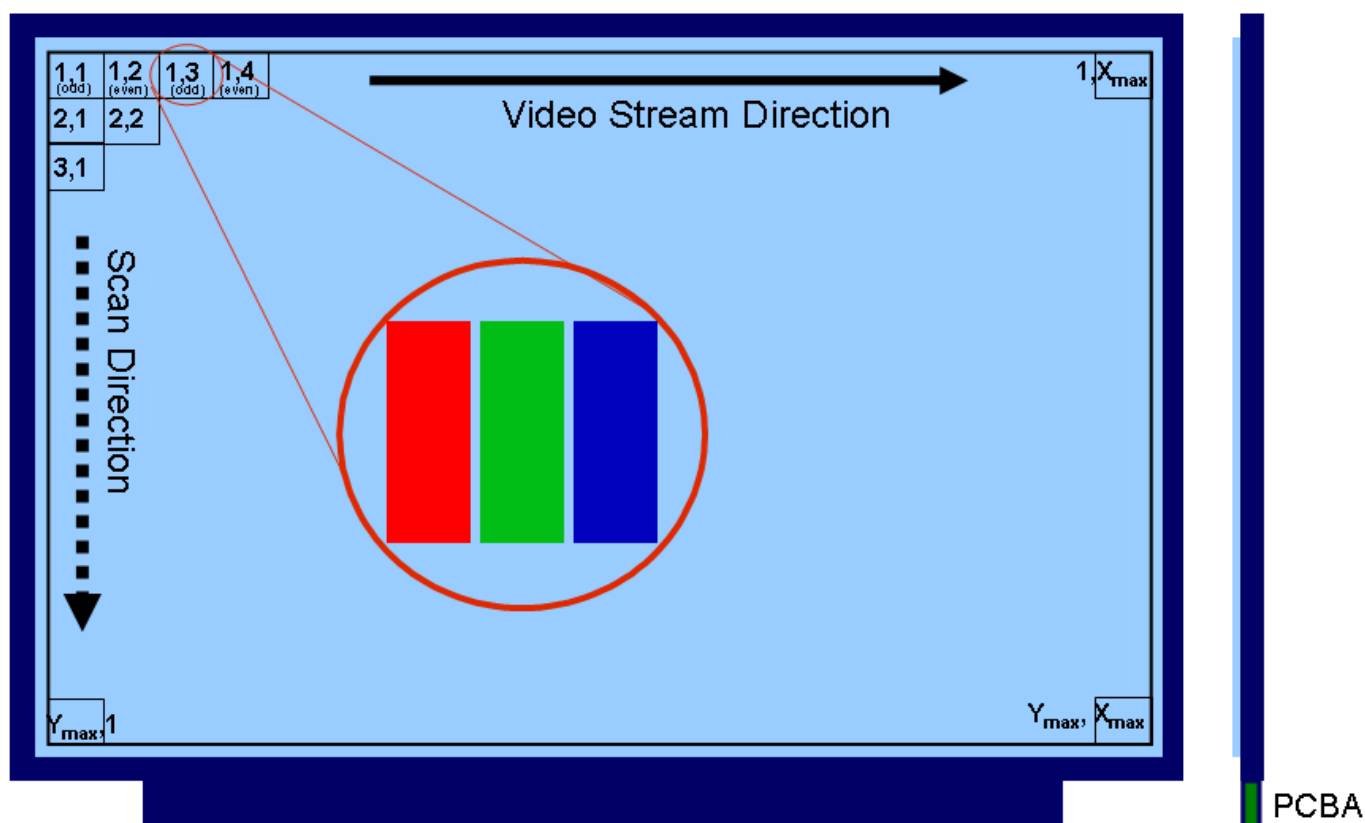 1,1 1,2 1,3 1,4 1,Xmax
(odd) (even) (odd) (even)
Video Stream Direction
2,1 2,2
3,1
Scan Direction
Ymax,1 Ymax, Xmax
PCBA